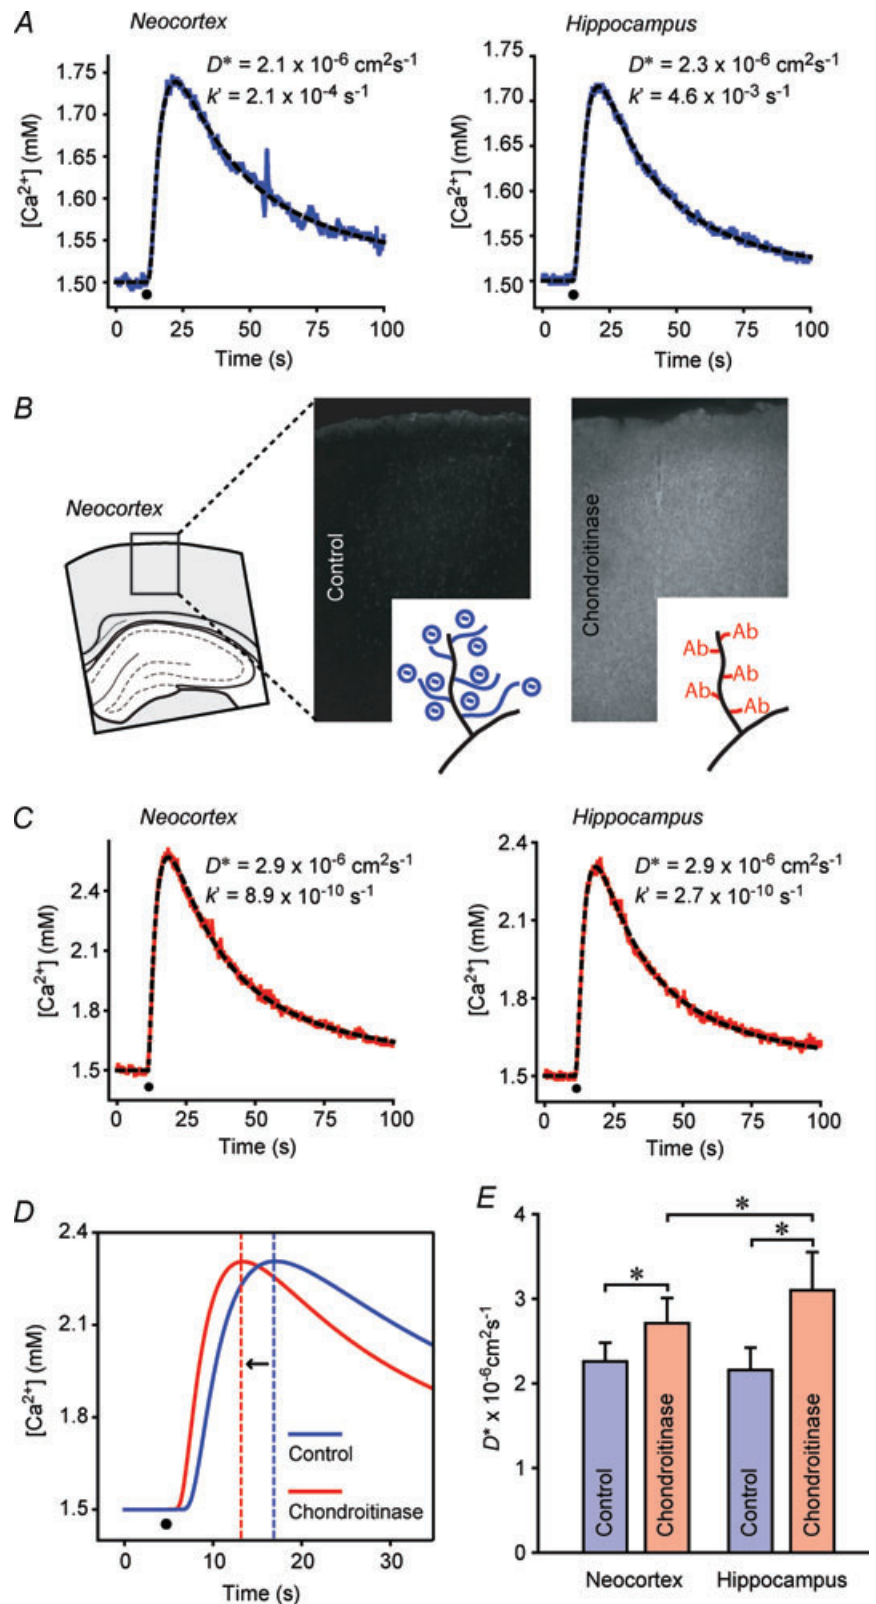 A
Neocortex
Hippocampus
D* = 2.1 x 10⁻⁶ cm²s⁻¹
k' = 2.1 x 10⁻⁴ s⁻¹
[Ca²⁺] (mM)
1.75
1.70
1.65
1.60
1.55
1.50
0 25 50 75 100
Time (s)
D* = 2.3 x 10⁻⁶ cm²s⁻¹
k' = 4.6 x 10⁻³ s⁻¹
[Ca²⁺] (mM)
1.75
1.70
1.65
1.60
1.55
1.50
0 25 50 75 100
Time (s)
B
Neocortex
Control
Chondroitinase
Ab
Ab
Ab
Ab
Ab
C
Neocortex
Hippocampus
D* = 2.9 x 10⁻⁶ cm²s⁻¹
k' = 8.9 x 10⁻¹⁰ s⁻¹
[Ca²⁺] (mM)
2.4
2.1
1.8
1.5
0 25 50 75 100
Time (s)
D* = 2.9 x 10⁻⁶ cm²s⁻¹
k' = 2.7 x 10⁻¹⁰ s⁻¹
[Ca²⁺] (mM)
2.4
2.1
1.8
1.5
0 25 50 75 100
Time (s)
D
[Ca²⁺] (mM)
2.4
2.1
1.8
1.5
Control
Chondroitinase
0 10 20 30
Time (s)
E
D* x 10⁻⁶cm²s⁻¹
4
3
2
1
0
*
*
*
Control
Chondroitinase
Control
Chondroitinase
Neocortex Hippocampus